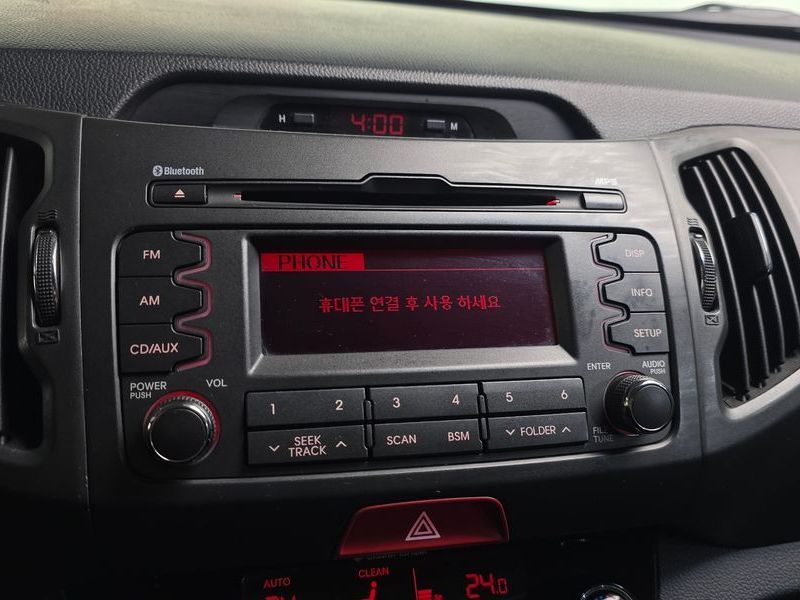 H 4:00 M
Bluetooth
MP3
PHONE
휴대폰 연결 후 사용 하세요
FM
AM
CD/AUX
DISP
INFO
SETUP
POWER
PUSH
VOL
ENTER
AUDIO
PUSH
1 2 3 4 5 6
SEEK
TRACK
SCAN BSM
FOLDER
FILE
TUNE
AUTO
CLEAN
24.0